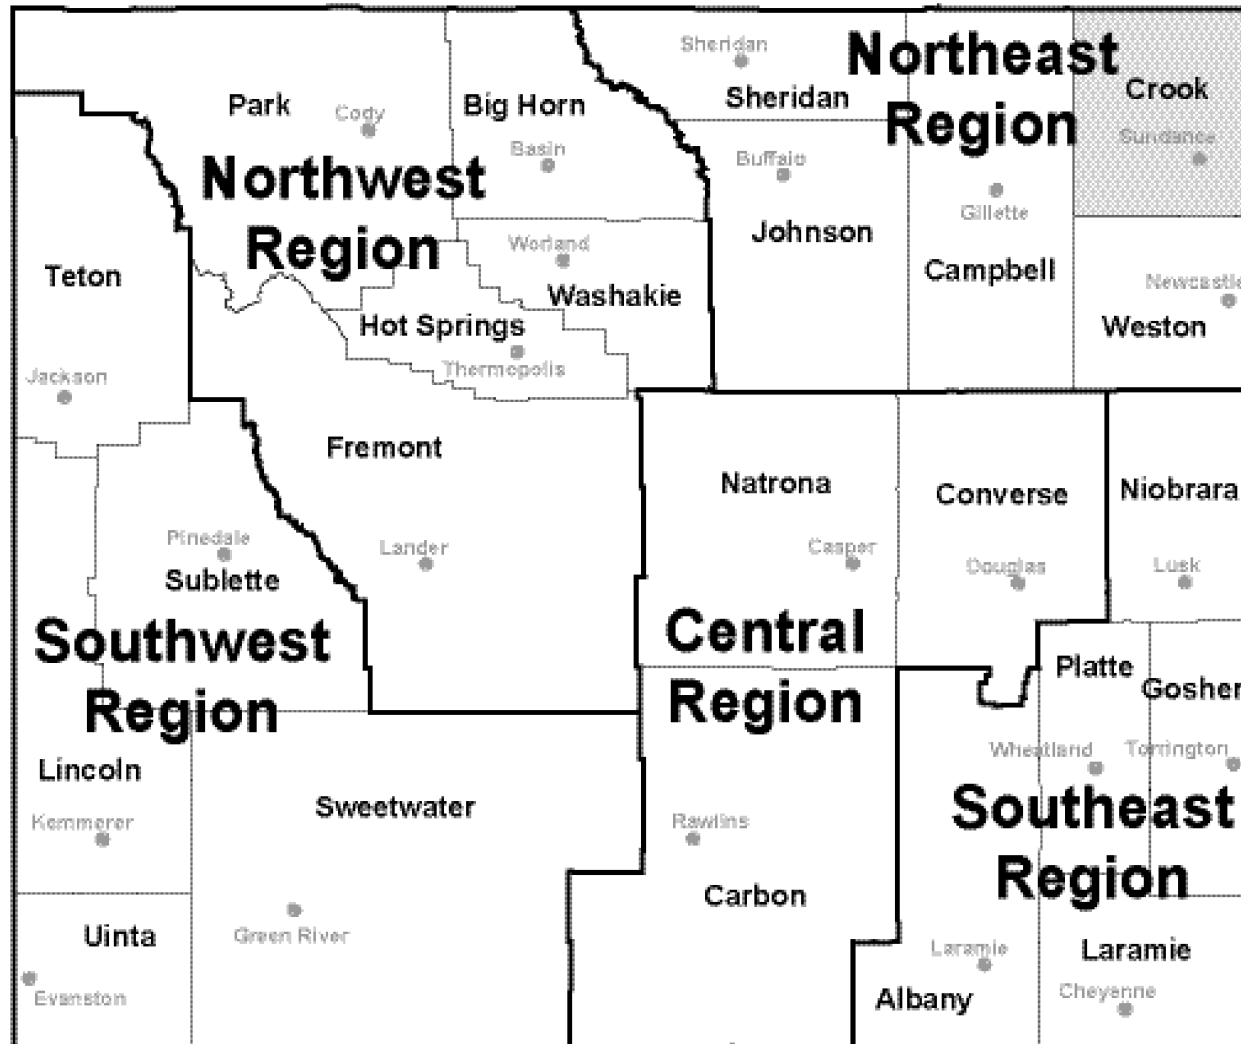 Sheridan
Northeast
Region
Crook
Sundance
Park
Cody
Big Horn
Basin
Sheridan
Buffalo
Gillette
Northwest
Region
Johnson
Campbell
Teton
Worland
Washakie
Newcastle
Weston
Hot Springs
Thermopolis
Jackson
Fremont
Natrona
Converse
Niobrara
Pinedale
Sublette
Lander
Casper
Douglas
Lusk
Southwest
Region
Central
Region
Platte
Goshen
Wheatland
Torrington
Lincoln
Kemmerer
Sweetwater
Rawlins
Southeast
Region
Carbon
Uinta
Green River
Evanston
Laramie
Laramie
Albany
Cheyenne